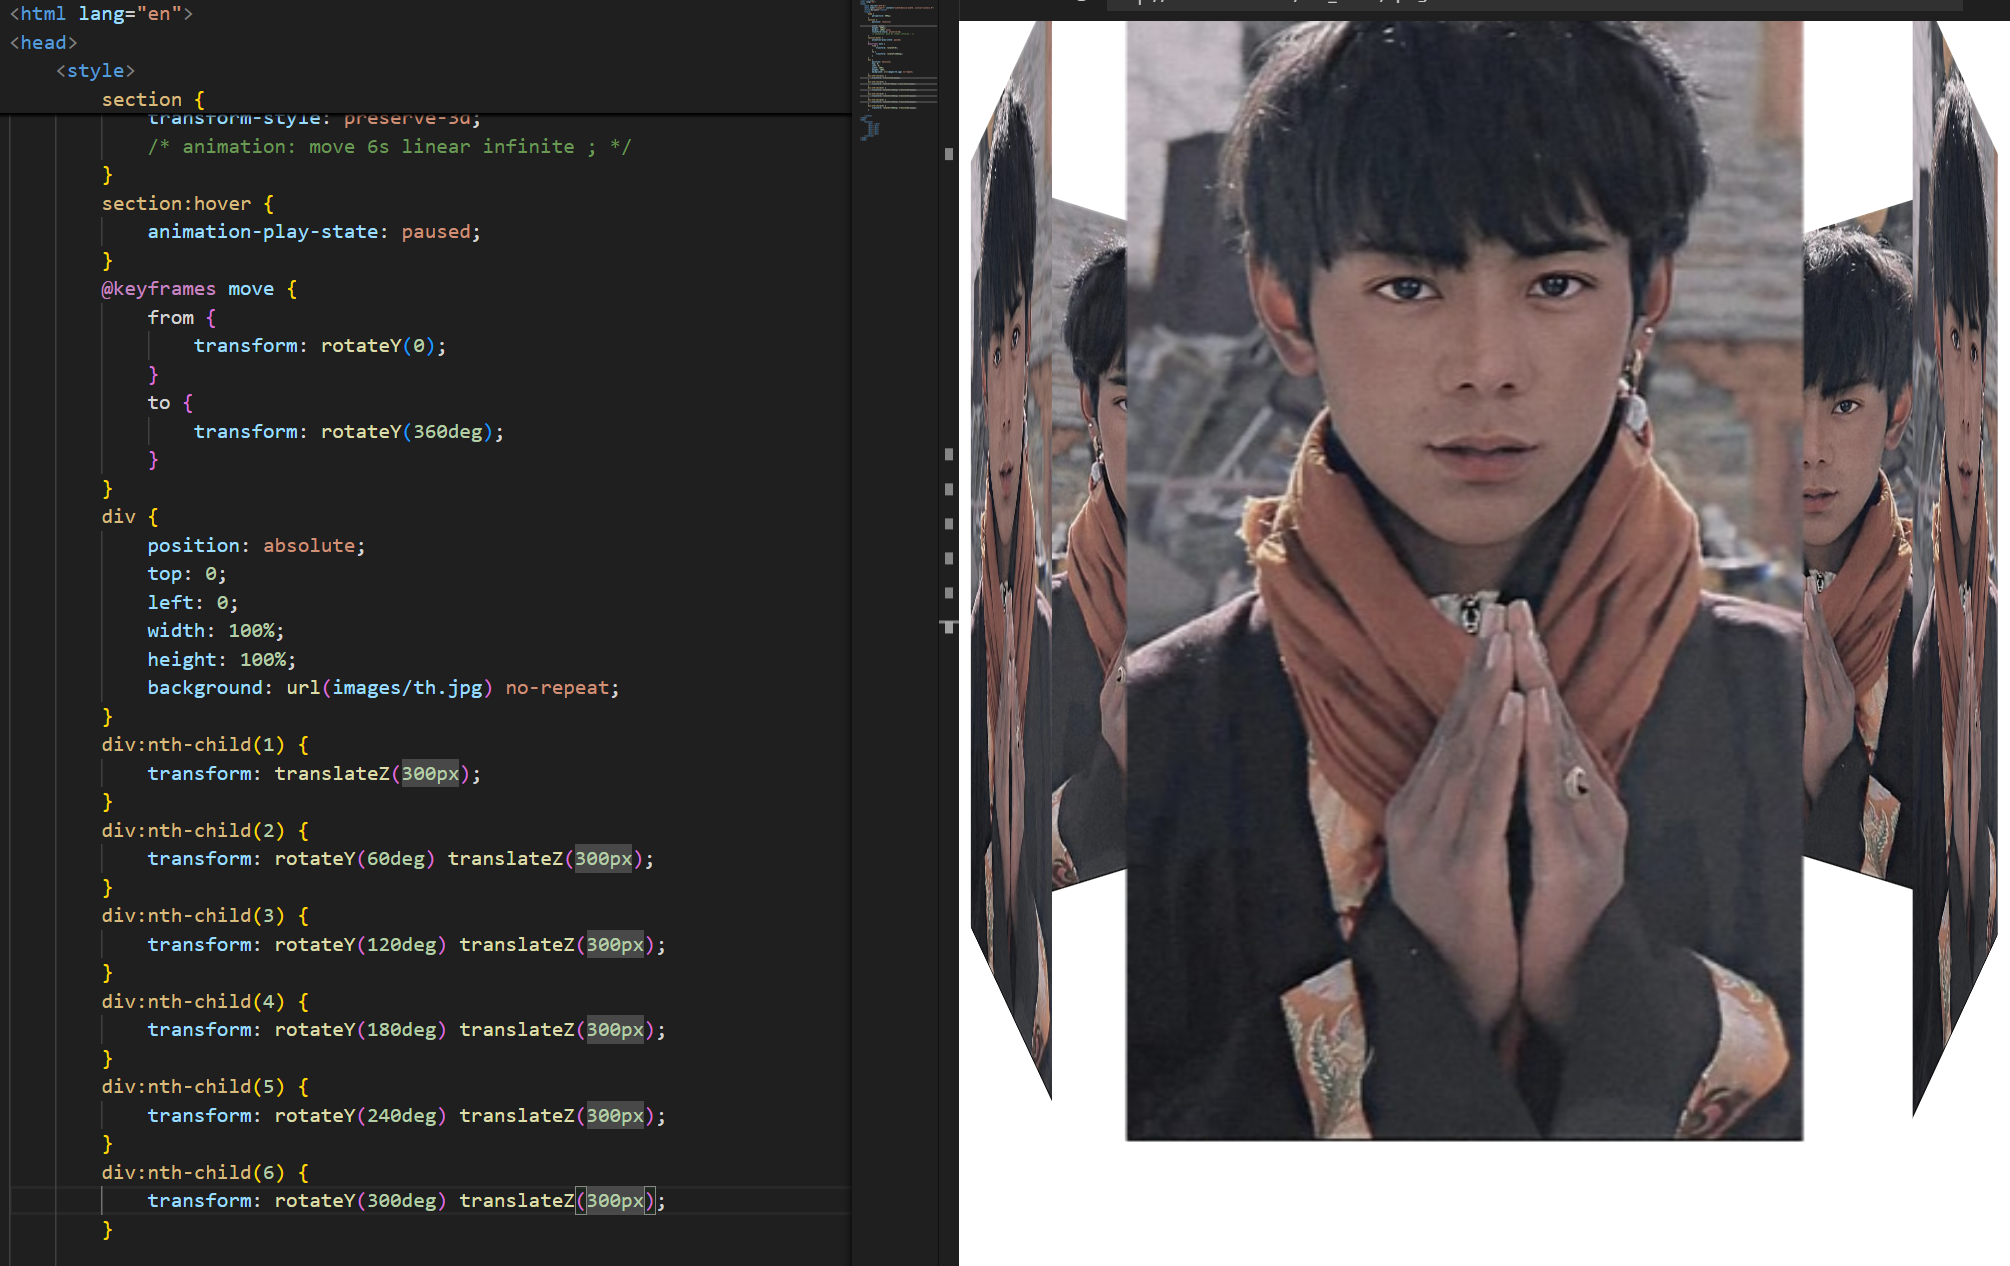 <html lang="en">
<head>
<style>
section {
transform-style: preserve-3d;
/* animation: move 6s linear infinite ; */
}
section:hover {
animation-play-state: paused;
}
@keyframes move {
from {
transform: rotateY(0);
}
to {
transform: rotateY(360deg);
}
}
div {
position: absolute;
top: 0;
left: 0;
width: 100%;
height: 100%;
background: url(images/th.jpg) no-repeat;
}
div:nth-child(1) {
transform: translateZ(300px);
}
div:nth-child(2) {
transform: rotateY(60deg) translateZ(300px);
}
div:nth-child(3) {
transform: rotateY(120deg) translateZ(300px);
}
div:nth-child(4) {
transform: rotateY(180deg) translateZ(300px);
}
div:nth-child(5) {
transform: rotateY(240deg) translateZ(300px);
}
div:nth-child(6) {
transform: rotateY(300deg) translateZ(300px);
}